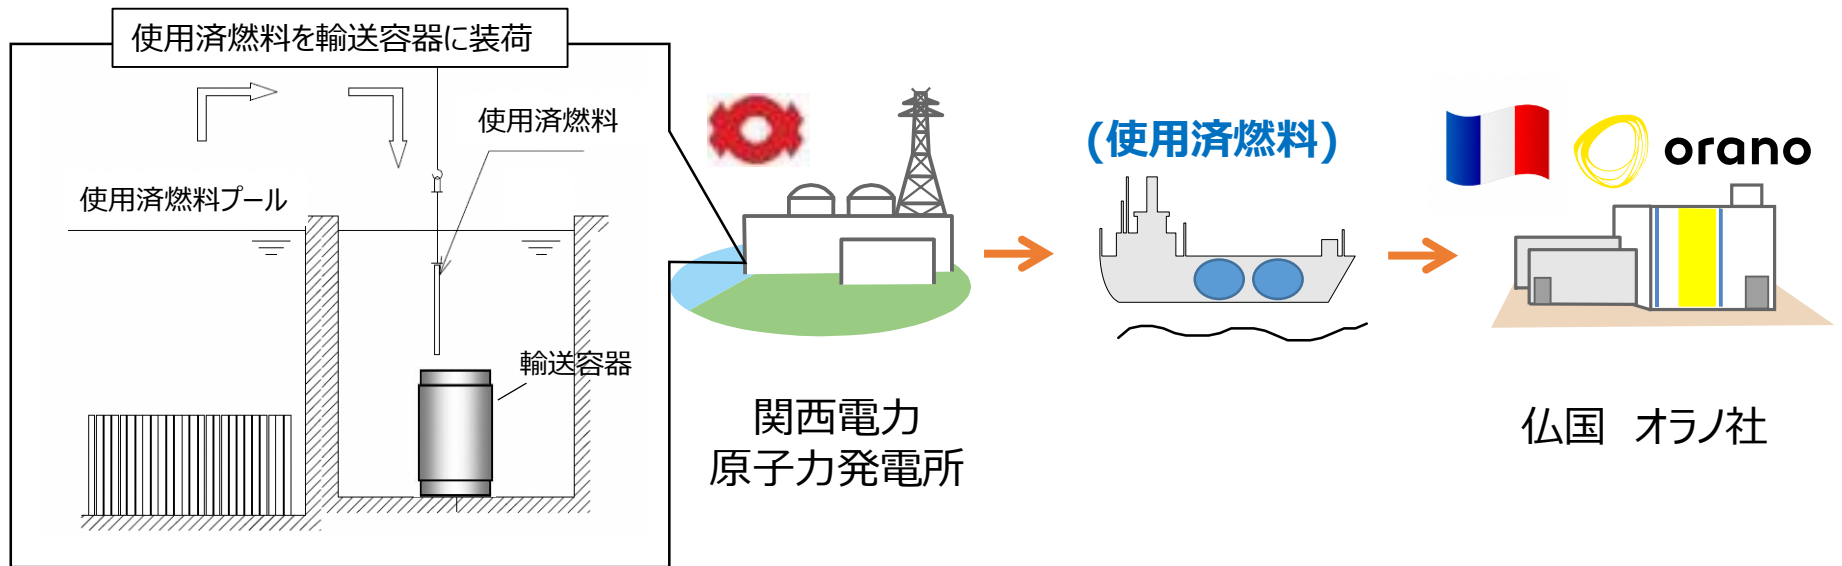 使用済燃料を輸送容器に装荷
使用済燃料
使用済燃料プール
輸送容器
関西電力
原子力発電所
(使用済燃料)
orano
仏国 オラノ社